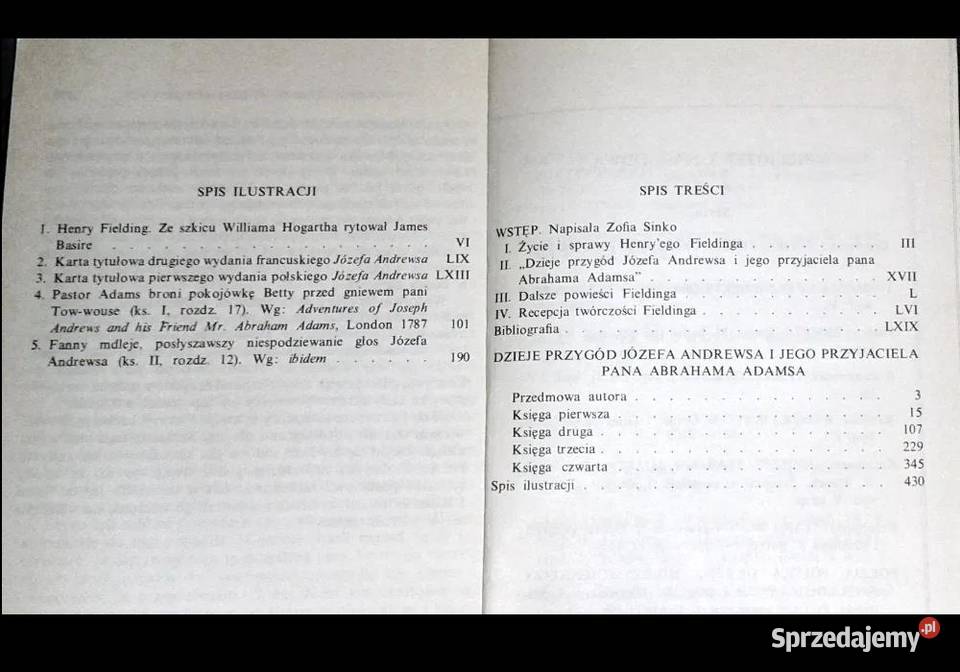 SPIS ILUSTRACJI
1. Henry Fielding. Ze szkicu Williama Hogartha rytował James
Basire . . . . . . . . . . . . . . . . . . VI
2. Karta tytułowa drugiego wydania francuskiego Józefa Andrewsa LIX
3. Karta tytułowa pierwszego wydania polskiego Józefa Andrewsa LXIII
4. Pastor Adams broni pokojówkę Betty przed gniewem pani
Tow-wouse (ks. I, rozdz. 17). Wg: Adventures of Joseph
Andrews and his Friend Mr. Abraham Adams, London 1787 101
5. Fanny mdleje, posłyszawszy niespodziewanie głos Józefa
Andrewsa (ks. II, rozdz. 12). Wg: ibidem . . . . . . 190
SPIS TREŚCI
WSTĘP. Napisała Zofia Sinko
I. Życie i sprawy Henry'ego Fieldinga . . . . . . . . III
II. „Dzieje przygód Józefa Andrewsa i jego przyjaciela pana
Abrahama Adamsa” . . . . . . . . . . . . . XVII
III. Dalsze powieści Fieldinga . . . . . . . . . . . . L
IV. Recepcja twórczości Fieldinga . . . . . . . . . . LVI
Bibliografia . . . . . . . . . . . . . . . . . LXIX
DZIEJE PRZYGÓD JÓZEFA ANDREWSA I JEGO PRZYJACIELA
PANA ABRAHAMA ADAMSA
Przedmowa autora . . . . . . . . . . . . . . 3
Księga pierwsza . . . . . . . . . . . . . . . 15
Księga druga . . . . . . . . . . . . . . . . 107
Księga trzecia . . . . . . . . . . . . . . . . 229
Księga czwarta . . . . . . . . . . . . . . . 345
Spis ilustracji . . . . . . . . . . . . . . . . . 430
Sprzedajemy.pl